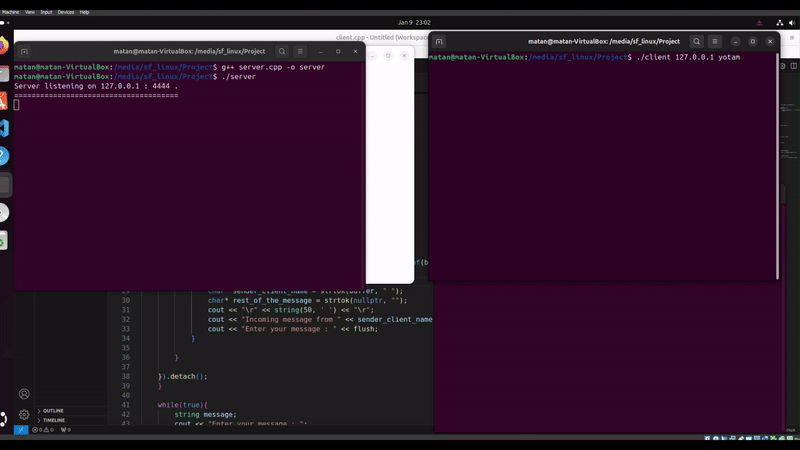 Machine View Input Devices Help
Jan 9 23:02
client.cpp - Untitled (Workspa
matan@matan-VirtualBox: /media/sf_linux/Project
matan@matan-VirtualBox:/media/sf_linux/Project$ g++ server.cpp -o server
matan@matan-VirtualBox:/media/sf_linux/Project$ ./server
Server listening on 127.0.0.1 : 4444 .
======================================
matan@matan-VirtualBox: /media/sf_linux/Project
matan@matan-VirtualBox:/media/sf_linux/Project$ ./client 127.0.0.1 yotam
29 char* sender_client_name = strtok(buffer, " ");
30 char* rest_of_the_message = strtok(nullptr, "");
31 cout << "\r" << string(50, ' ') << "\r";
32 cout << "Incoming message from " << sender_client_name
33 cout << "Enter your message : " << flush;
34 }
35
36 }
37
38 }).detach();
39 }
40
41 while(true){
42 string message;
43 cout << "Enter your message : ";
OUTLINE
TIMELINE
0 0 0